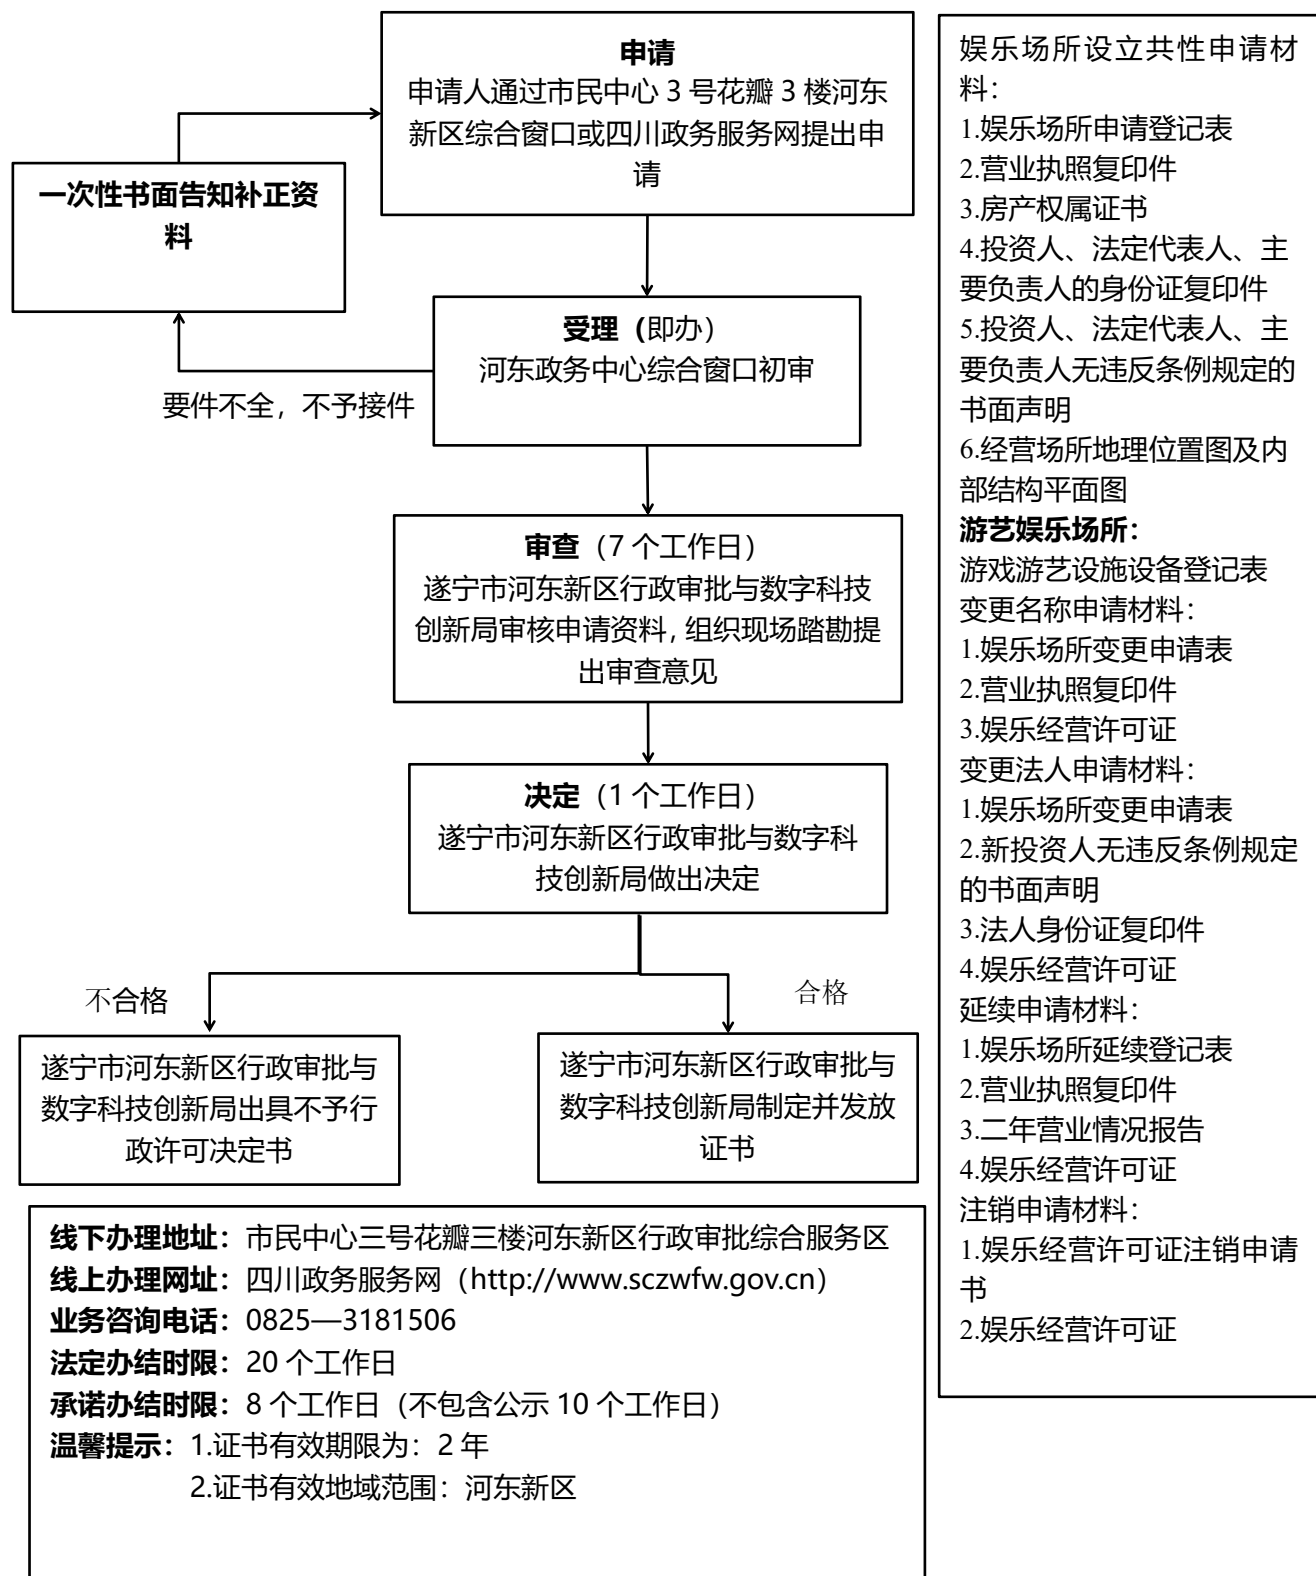 申请
申请人通过市民中心 3 号花瓣 3 楼河东
新区综合窗口或四川政务服务网提出申
请
一次性书面告知补正资
料
受理（即办）
河东政务中心综合窗口初审
要件不全，不予接件
审查（7 个工作日）
遂宁市河东新区行政审批与数字科技
创新局审核申请资料，组织现场踏勘提
出审查意见
决定（1 个工作日）
遂宁市河东新区行政审批与数字科
技创新局做出决定
不合格
合格
遂宁市河东新区行政审批与
数字科技创新局出具不予行
政许可决定书
遂宁市河东新区行政审批与
数字科技创新局制定并发放
证书
线下办理地址：市民中心三号花瓣三楼河东新区行政审批综合服务区
线上办理网址：四川政务服务网（http://www.sczwfw.gov.cn）
业务咨询电话：0825—3181506
法定办结时限：20 个工作日
承诺办结时限：8 个工作日（不包含公示 10 个工作日）
温馨提示：1.证书有效期限为：2 年
2.证书有效地域范围：河东新区
娱乐场所设立共性申请材
料：
1.娱乐场所申请登记表
2.营业执照复印件
3.房产权属证书
4.投资人、法定代表人、主
要负责人的身份证复印件
5.投资人、法定代表人、主
要负责人无违反条例规定的
书面声明
6.经营场所地理位置图及内
部结构平面图
游艺娱乐场所：
游戏游艺设施设备登记表
变更名称申请材料：
1.娱乐场所变更申请表
2.营业执照复印件
3.娱乐经营许可证
变更法人申请材料：
1.娱乐场所变更申请表
2.新投资人无违反条例规定
的书面声明
3.法人身份证复印件
4.娱乐经营许可证
延续申请材料：
1.娱乐场所延续登记表
2.营业执照复印件
3.二年营业情况报告
4.娱乐经营许可证
注销申请材料：
1.娱乐经营许可证注销申请
书
2.娱乐经营许可证